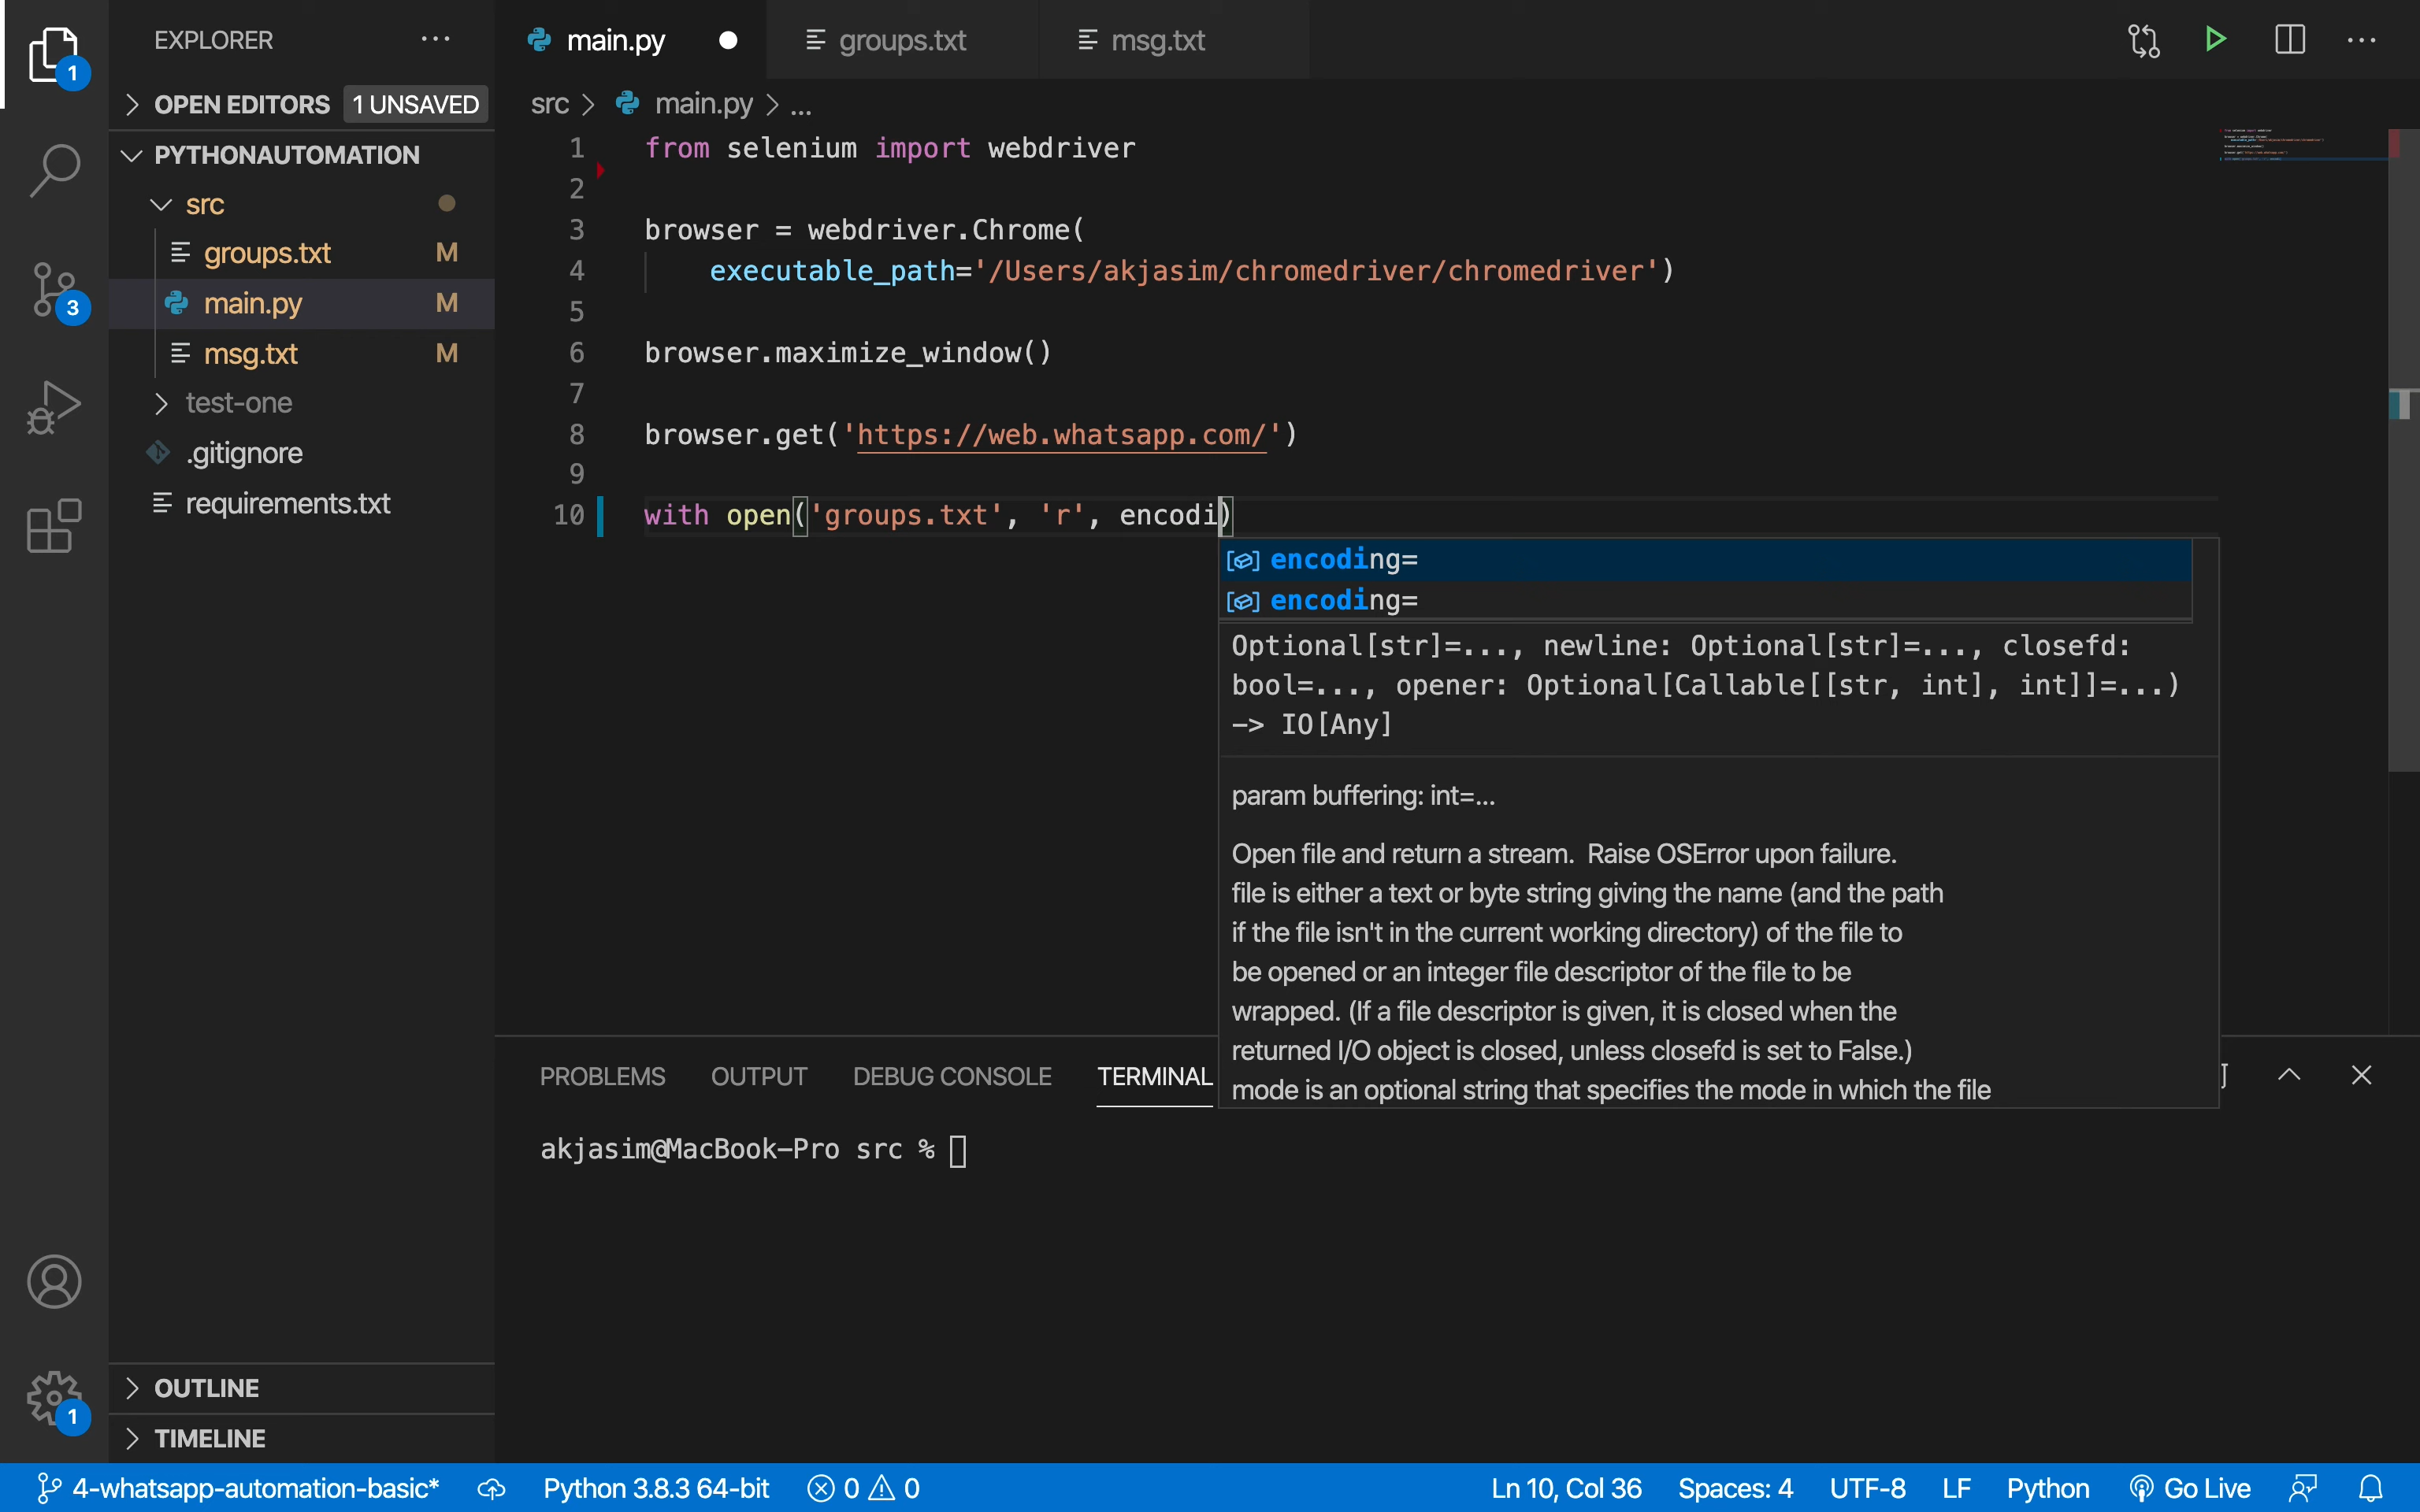 EXPLORER
main.py
groups.txt
msg.txt
1
OPEN EDITORS
1 UNSAVED
src
main.py
...
PYTHONAUTOMATION
src
groups.txt M
main.py M
msg.txt M
test-one
.gitignore
requirements.txt
3
1 from selenium import webdriver
2
3 browser = webdriver.Chrome(
4 executable_path='/Users/akjasim/chromedriver/chromedriver')
5
6 browser.maximize_window()
7
8 browser.get('https://web.whatsapp.com/')
9
10 with open('groups.txt', 'r', encodi)
encoding=
encoding=
Optional[str]=..., newline: Optional[str]=..., closefd:
bool=..., opener: Optional[Callable[[str, int], int]]=...)
-> IO[Any]
param buffering: int=...
Open file and return a stream. Raise OSError upon failure.
file is either a text or byte string giving the name (and the path
if the file isn't in the current working directory) of the file to
be opened or an integer file descriptor of the file to be
wrapped. (If a file descriptor is given, it is closed when the
returned I/O object is closed, unless closefd is set to False.)
mode is an optional string that specifies the mode in which the file
PROBLEMS
OUTPUT
DEBUG CONSOLE
TERMINAL
akjasim@MacBook-Pro src %
OUTLINE
TIMELINE
1
4-whatsapp-automation-basic*
Python 3.8.3 64-bit
0
0
Ln 10, Col 36
Spaces: 4
UTF-8
LF
Python
Go Live